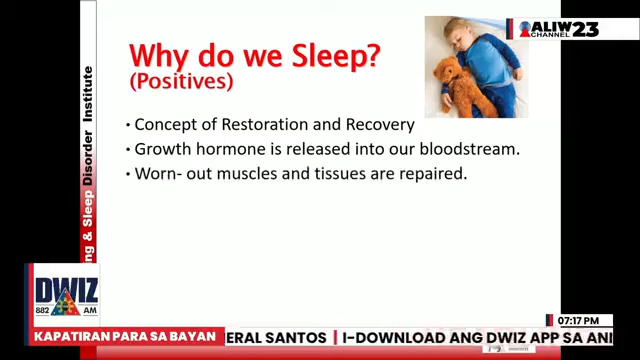 ALIW23
CHANNEL
Why do we Sleep?
(Positives)
• Concept of Restoration and Recovery
• Growth hormone is released into our bloodstream.
• Worn- out muscles and tissues are repaired.
& Sleep Disorder Institute
DWIZ
882 AM
07:17 PM
KAPATIRAN PARA SA BAYAN
ERAL SANTOS | I-DOWNLOAD ANG DWIZ APP SA ANI